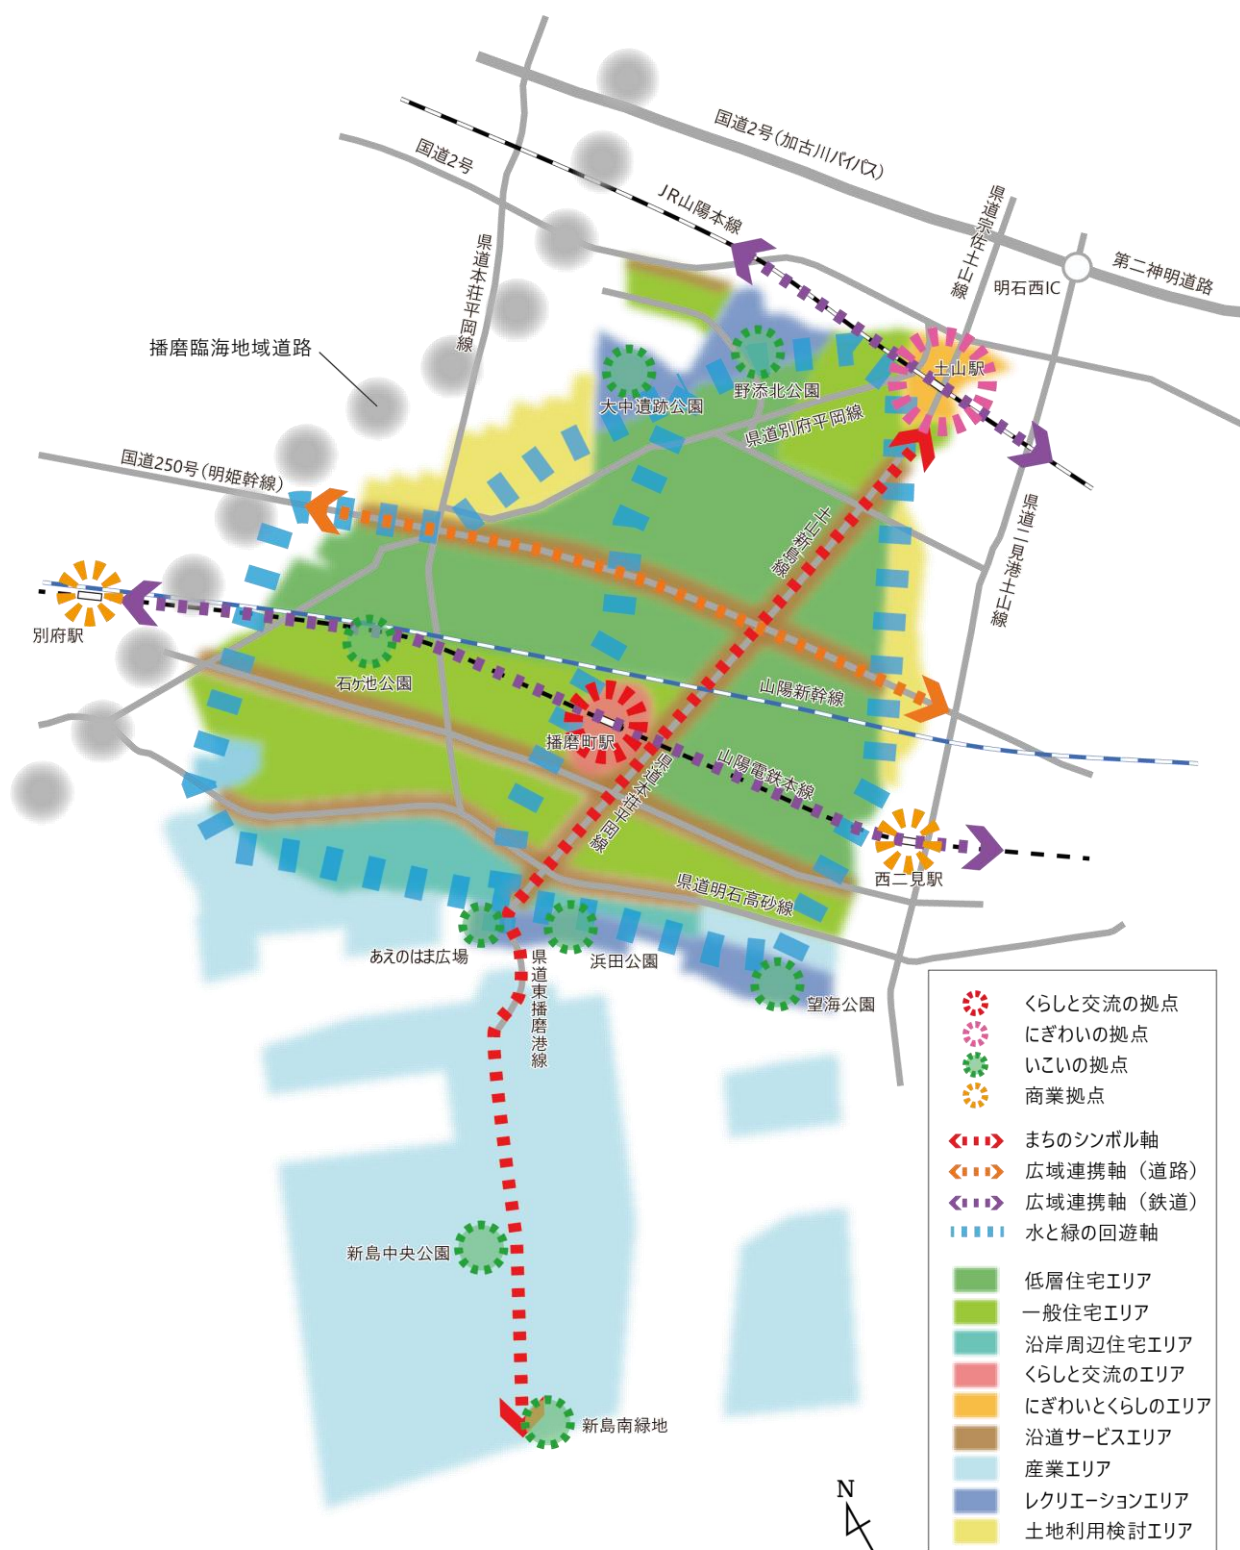 国道2号(加古川バイパス)
国道2号
JR山陽本線
県道宗佐土山線
第二神明道路
明石西IC
県道本荘平岡線
播磨臨海地域道路
土山駅
野添北公園
大中遺跡公園
県道別府平岡線
国道250号(明姫幹線)
土山新島線
県道二見港土山線
別府駅
石ケ池公園
山陽新幹線
播磨町駅
山陽電鉄本線
県道本荘平岡線
西二見駅
県道明石高砂線
あえのはま広場
浜田公園
県道東播磨港線
望海公園
新島中央公園
新島南緑地
くらしと交流の拠点
にぎわいの拠点
いこいの拠点
商業拠点
まちのシンボル軸
広域連携軸(道路)
広域連携軸(鉄道)
水と緑の回遊軸
低層住宅エリア
一般住宅エリア
沿岸周辺住宅エリア
くらしと交流のエリア
にぎわいとくらしのエリア
沿道サービスエリア
産業エリア
レクリエーションエリア
土地利用検討エリア
N